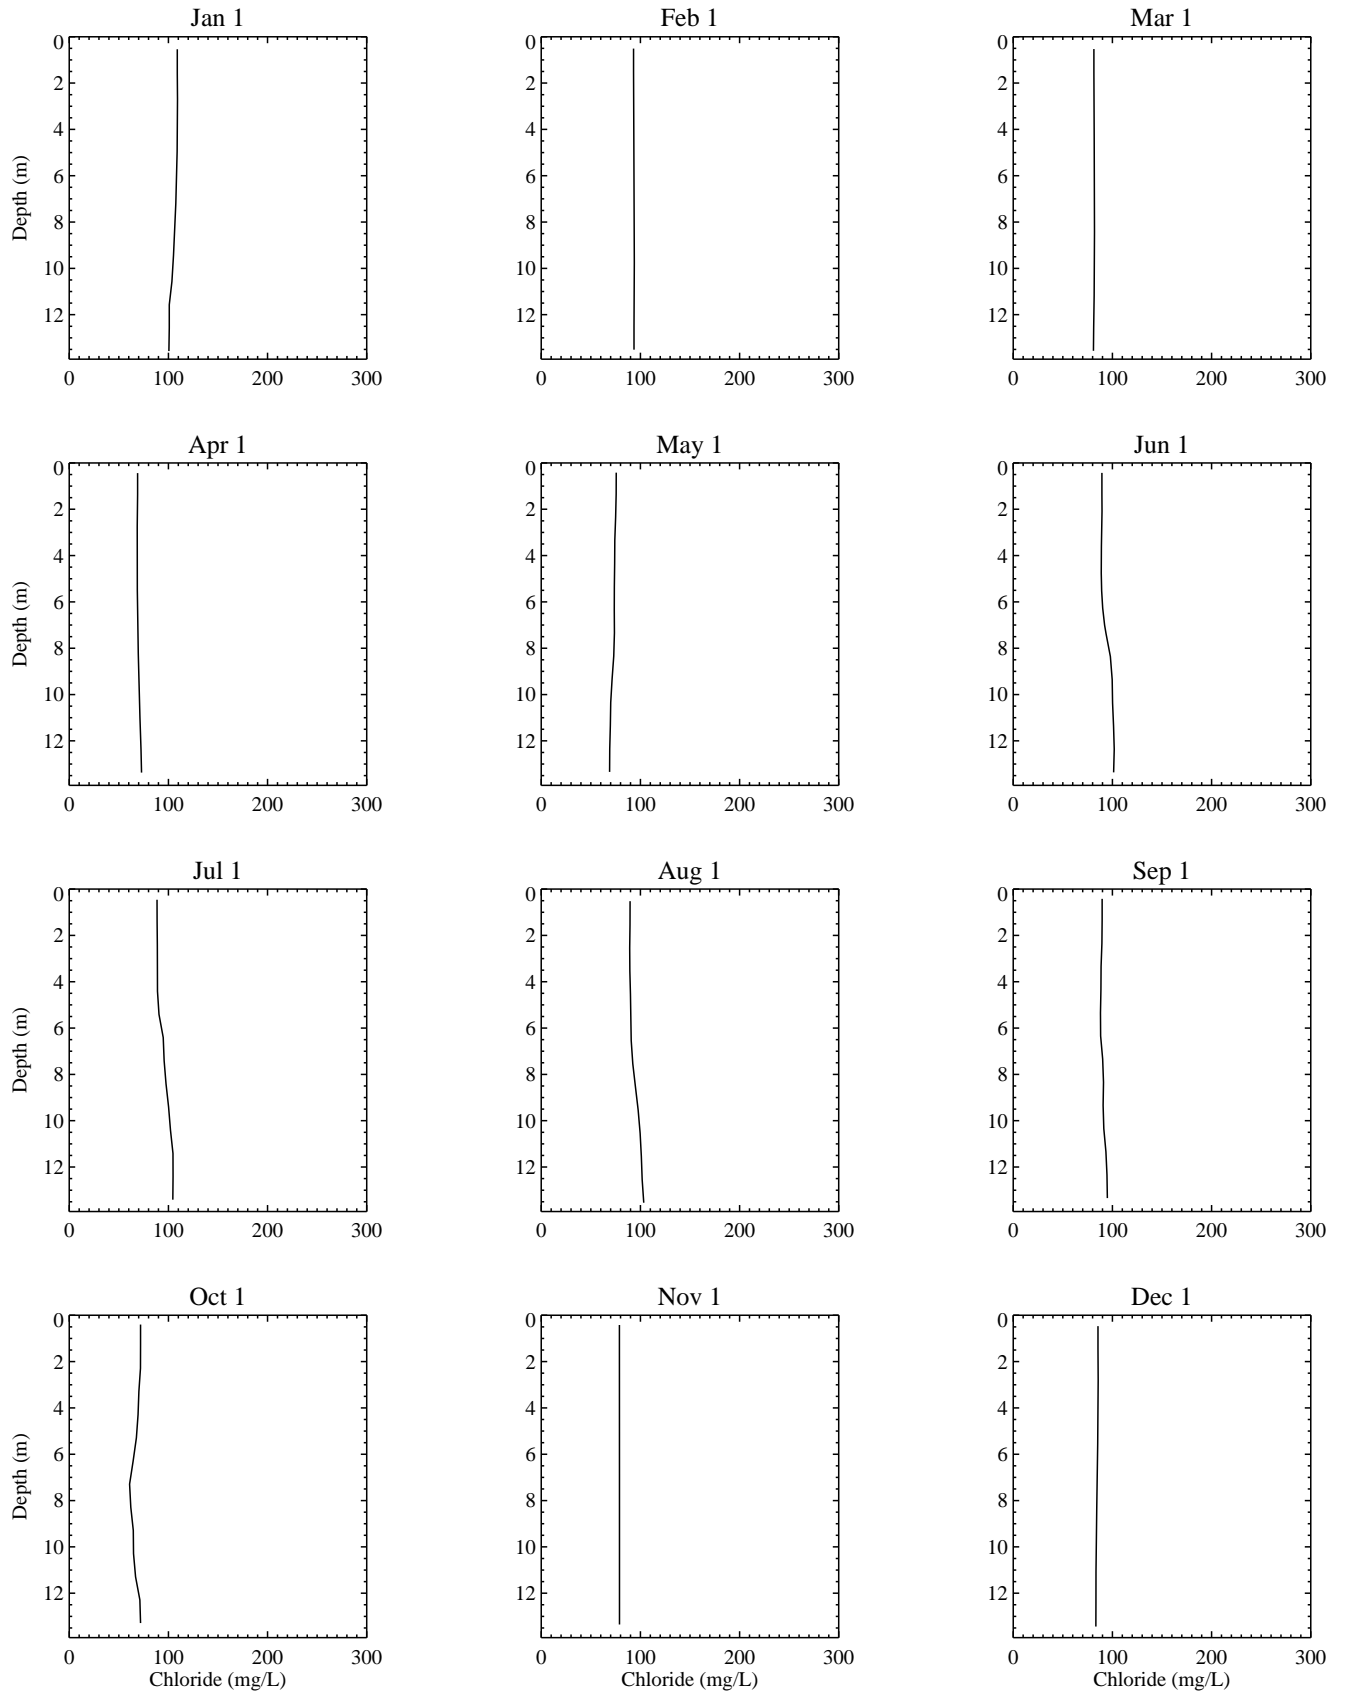 Jan 1 Feb 1 Mar 1
0 0 0
2 2 2
4 4 4
Depth (m)
6 6 6
8 8 8
10 10 10
12 12 12
0 100 200 300 0 100 200 300 0 100 200 300
Apr 1 May 1 Jun 1
0 0 0
2 2 2
4 4 4
Depth (m)
6 6 6
8 8 8
10 10 10
12 12 12
0 100 200 300 0 100 200 300 0 100 200 300
Jul 1 Aug 1 Sep 1
0 0 0
2 2 2
4 4 4
Depth (m)
6 6 6
8 8 8
10 10 10
12 12 12
0 100 200 300 0 100 200 300 0 100 200 300
Oct 1 Nov 1 Dec 1
0 0 0
2 2 2
4 4 4
Depth (m)
6 6 6
8 8 8
10 10 10
12 12 12
0 100 200 300 0 100 200 300 0 100 200 300
Chloride (mg/L) Chloride (mg/L) Chloride (mg/L)